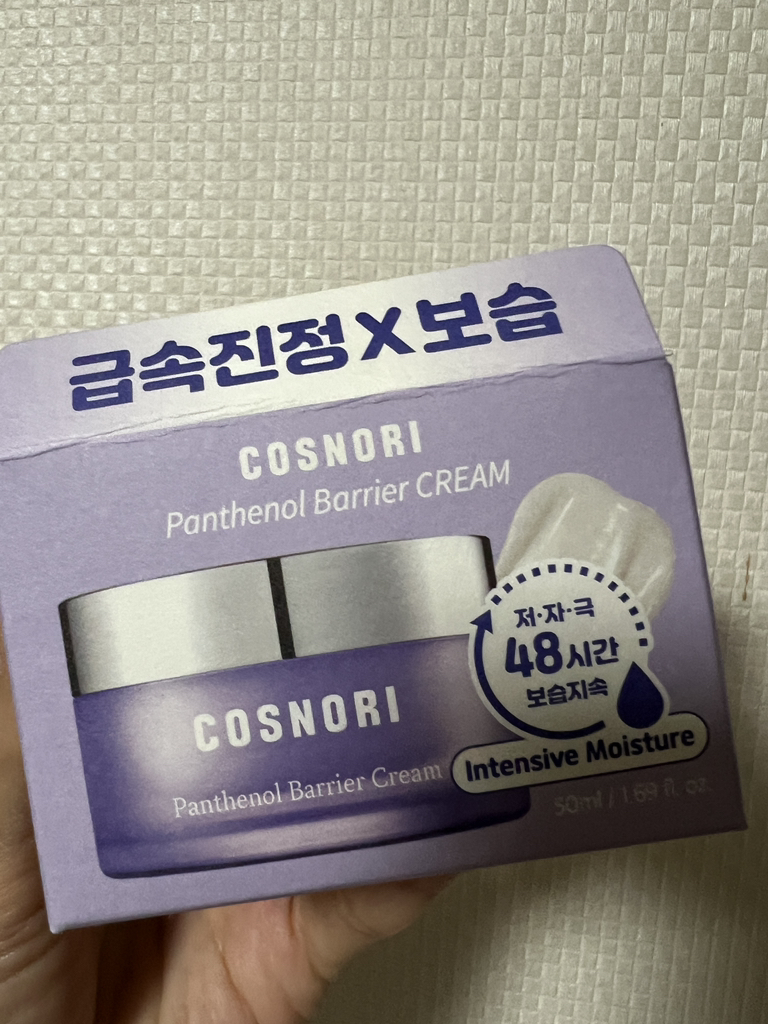 급속진정X보습
COSNORI
Panthenol Barrier CREAM
저·자·극
48시간
보습지속
Intensive Moisture
COSNORI
Panthenol Barrier Cream
50ml / 1.69 fl. oz.